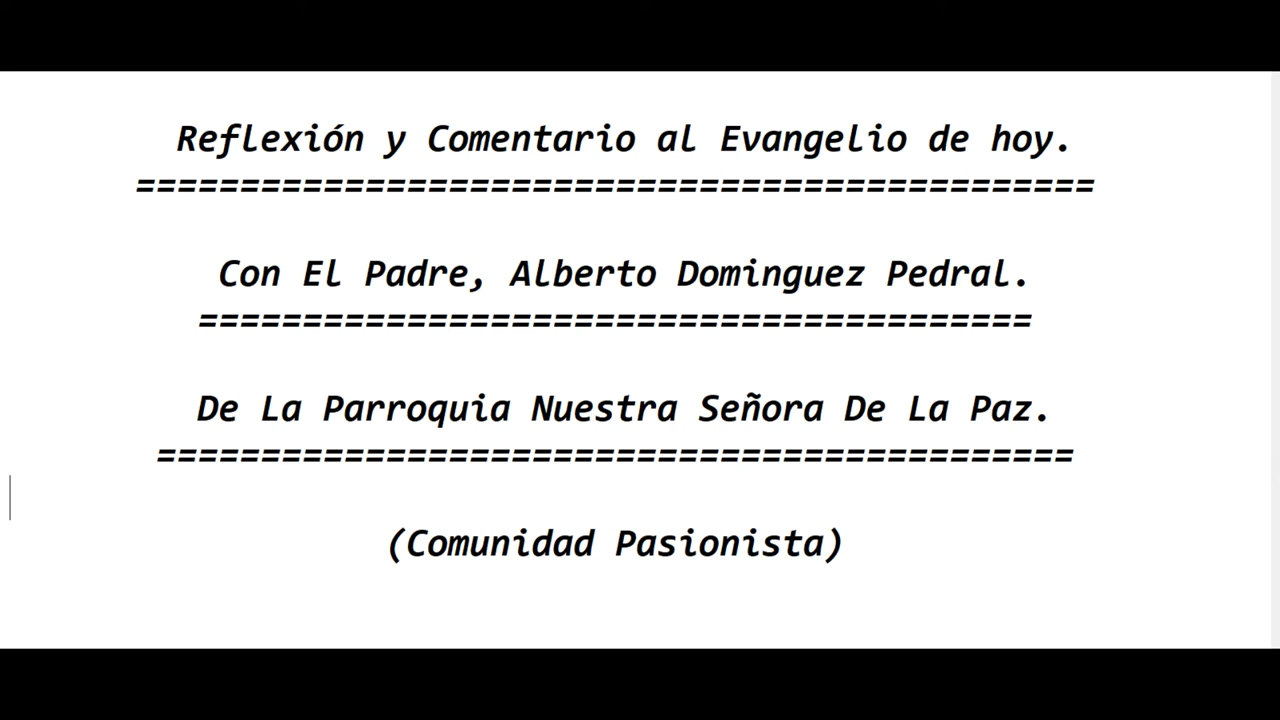 Reflexión y Comentario al Evangelio de hoy.
==============================================
Con El Padre, Alberto Dominguez Pedral.
========================================
De La Parroquia Nuestra Señora De La Paz.
============================================
(Comunidad Pasionista)